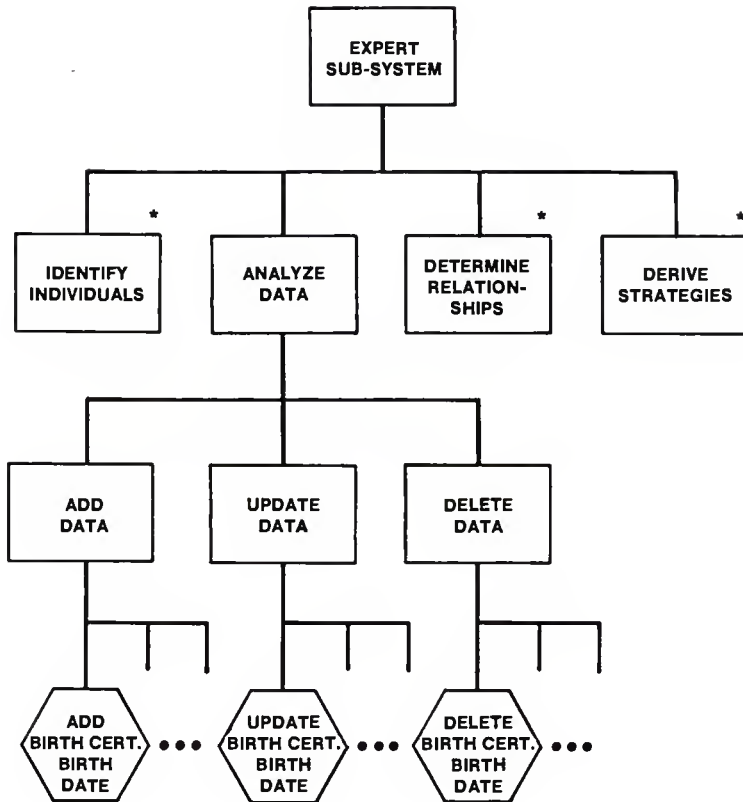 EXPERT
SUB-SYSTEM
*
*
*
IDENTIFY
INDIVIDUALS
ANALYZE
DATA
DETERMINE
RELATION-
SHIPS
DERIVE
STRATEGIES
ADD
DATA
UPDATE
DATA
DELETE
DATA
ADD
BIRTH CERT.
BIRTH
DATE
•••
UPDATE
BIRTH CERT.
BIRTH
DATE
•••
DELETE
BIRTH CERT.
BIRTH
DATE
•••